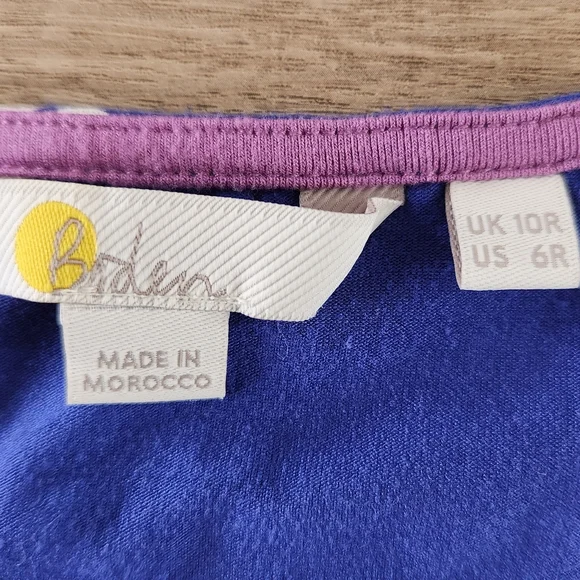 Boden
UK 10R
US 6R
MADE IN
MOROCCO